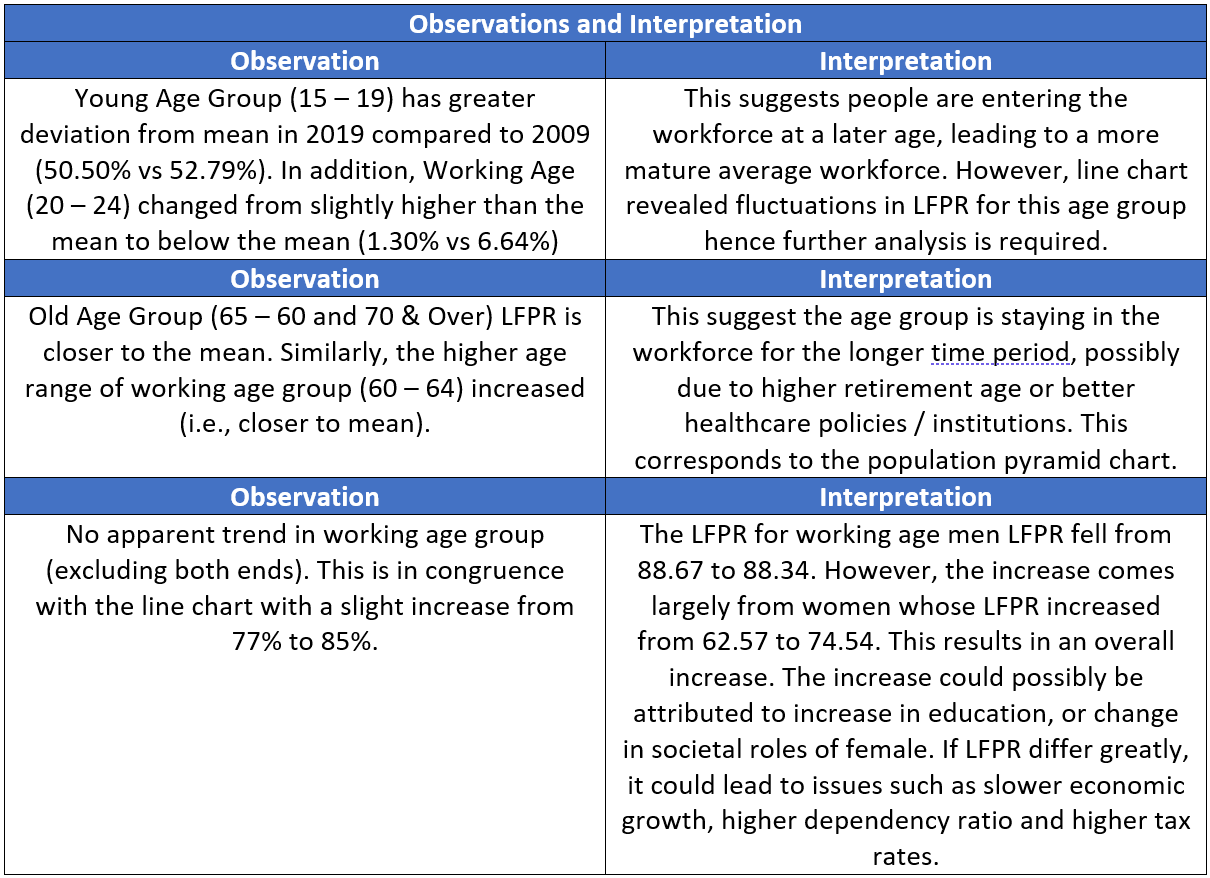 Observations and Interpretation
Observation
Interpretation
Young Age Group (15 – 19) has greater
deviation from mean in 2019 compared to 2009
(50.50% vs 52.79%). In addition, Working Age
(20 – 24) changed from slightly higher than the
mean to below the mean (1.30% vs 6.64%)
This suggests people are entering the
workforce at a later age, leading to a more
mature average workforce. However, line chart
revealed fluctuations in LFPR for this age group
hence further analysis is required.
Observation
Interpretation
Old Age Group (65 – 60 and 70 & Over) LFPR is
closer to the mean. Similarly, the higher age
range of working age group (60 – 64) increased
(i.e., closer to mean).
This suggest the age group is staying in the
workforce for the longer time period, possibly
due to higher retirement age or better
healthcare policies / institutions. This
corresponds to the population pyramid chart.
Observation
Interpretation
No apparent trend in working age group
(excluding both ends). This is in congruence
with the line chart with a slight increase from
77% to 85%.
The LFPR for working age men LFPR fell from
88.67 to 88.34. However, the increase comes
largely from women whose LFPR increased
from 62.57 to 74.54. This results in an overall
increase. The increase could possibly be
attributed to increase in education, or change
in societal roles of female. If LFPR differ greatly,
it could lead to issues such as slower economic
growth, higher dependency ratio and higher tax
rates.